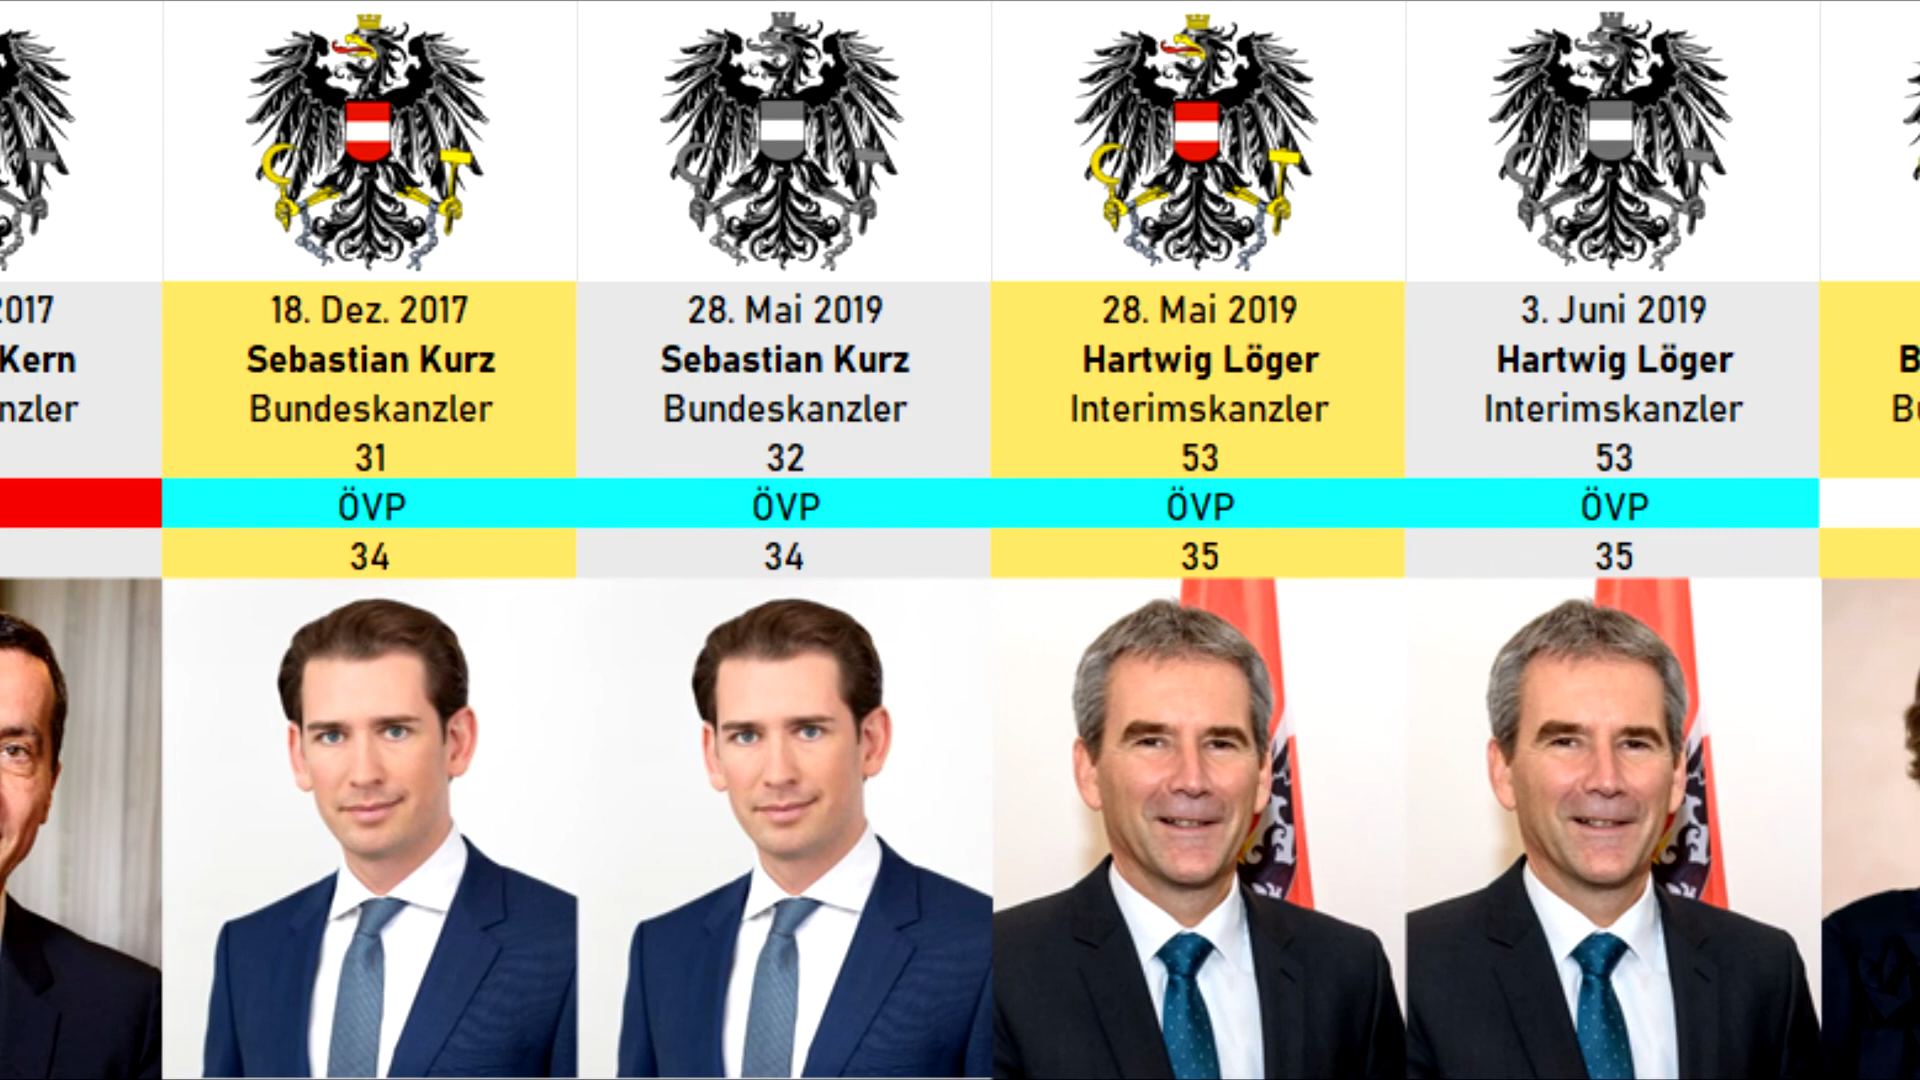 2017
Kern
nzler
18. Dez. 2017
Sebastian Kurz
Bundeskanzler
31
ÖVP
34
28. Mai 2019
Sebastian Kurz
Bundeskanzler
32
ÖVP
34
28. Mai 2019
Hartwig Löger
Interimskanzler
53
ÖVP
35
3. Juni 2019
Hartwig Löger
Interimskanzler
53
ÖVP
35
B